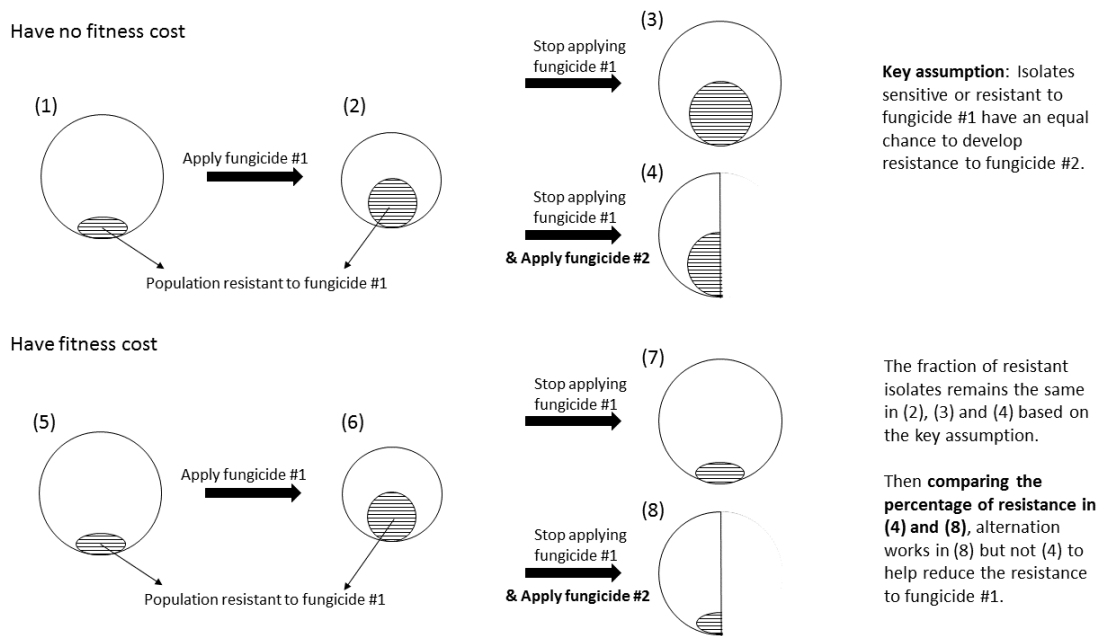 Have no fitness cost
(1)
Apply fungicide #1
(2)
Population resistant to fungicide #1
Stop applying
fungicide #1
(3)
Stop applying
fungicide #1
& Apply fungicide #2
(4)
Key assumption: Isolates
sensitive or resistant to
fungicide #1 have an equal
chance to develop
resistance to fungicide #2.
Have fitness cost
(5)
Apply fungicide #1
(6)
Population resistant to fungicide #1
Stop applying
fungicide #1
(7)
Stop applying
fungicide #1
& Apply fungicide #2
(8)
The fraction of resistant
isolates remains the same
in (2), (3) and (4) based on
the key assumption.
Then comparing the
percentage of resistance in
(4) and (8), alternation
works in (8) but not (4) to
help reduce the resistance
to fungicide #1.